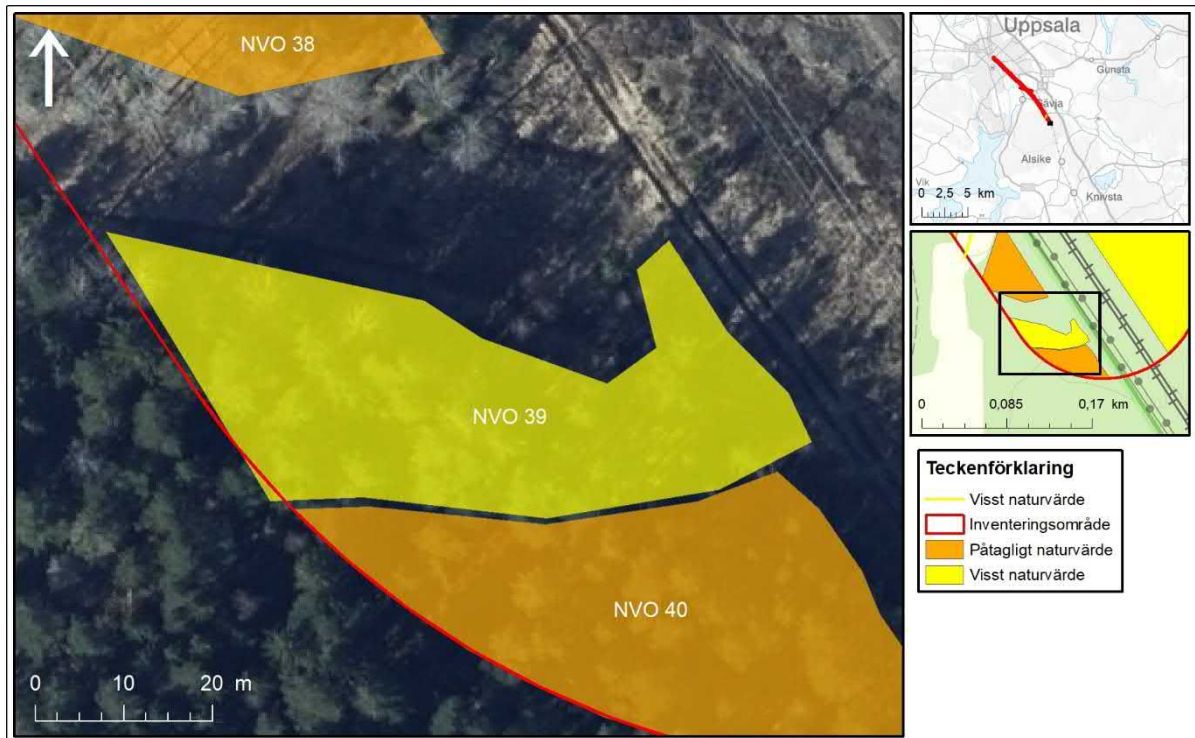 NVO 38
NVO 39
NVO 40
0 10 20 m
Uppsala
Gunsta
Sävja
Alsike
Vik
Knivsta
0 2,5 5 km
0 0,085 0,17 km
Teckenförklaring
Visst naturvärde
Inventeringsområde
Påtagligt naturvärde
Visst naturvärde